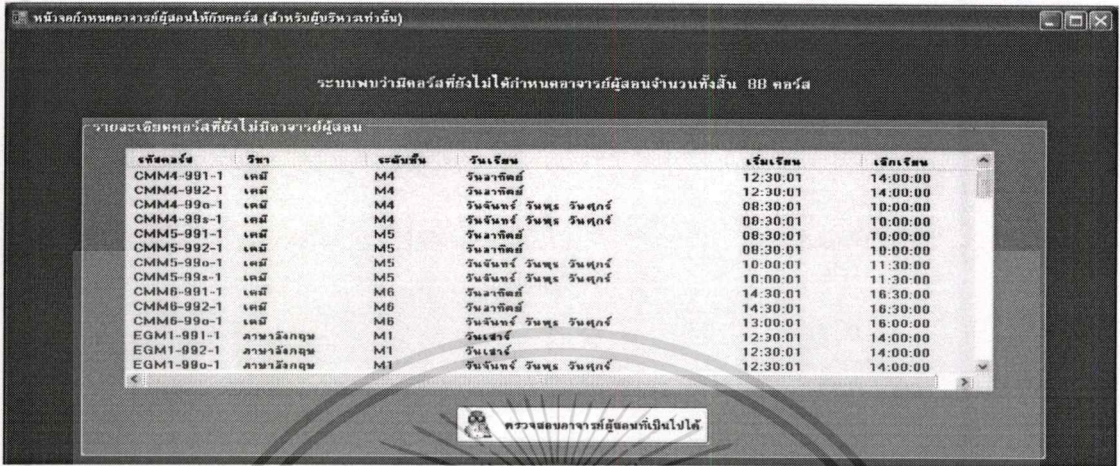 หน้าจอกำหนดอาจารย์ผู้สอนให้กับคอร์ส (สำหรับผู้บริหารเท่านั้น)
ระบบพบว่ามีคอร์สที่ยังไม่ได้กำหนดอาจารย์ผู้สอนจำนวนทั้งสิ้น 88 คอร์ส
รายละเอียดคอร์สที่ยังไม่มีอาจารย์ผู้สอน
รหัสคอร์ส วิชา ระดับชั้น วันเรียน เริ่มเรียน เลิกเรียน
CMM4-991-1 เคมี M4 วันอาทิตย์ 12:30:01 14:00:00
CMM4-992-1 เคมี M4 วันอาทิตย์ 12:30:01 14:00:00
CMM4-99o-1 เคมี M4 วันจันทร์ วันพุธ วันศุกร์ 08:30:01 10:00:00
CMM4-99s-1 เคมี M4 วันจันทร์ วันพุธ วันศุกร์ 08:30:01 10:00:00
CMM5-991-1 เคมี M5 วันอาทิตย์ 08:30:01 10:00:00
CMM5-992-1 เคมี M5 วันอาทิตย์ 08:30:01 10:00:00
CMM5-99o-1 เคมี M5 วันจันทร์ วันพุธ วันศุกร์ 10:00:01 11:30:00
CMM5-99s-1 เคมี M5 วันจันทร์ วันพุธ วันศุกร์ 10:00:01 11:30:00
CMM6-991-1 เคมี M6 วันอาทิตย์ 14:30:01 16:30:00
CMM6-992-1 เคมี M6 วันอาทิตย์ 14:30:01 16:30:00
CMM6-99o-1 เคมี M6 วันจันทร์ วันพุธ วันศุกร์ 13:00:01 16:00:00
EGM1-991-1 ภาษาอังกฤษ M1 วันเสาร์ 12:30:01 14:00:00
EGM1-992-1 ภาษาอังกฤษ M1 วันเสาร์ 12:30:01 14:00:00
EGM1-99o-1 ภาษาอังกฤษ M1 วันจันทร์ วันพุธ วันศุกร์ 12:30:01 14:00:00
ตรวจสอบอาจารย์ผู้สอนที่เป็นไปได้